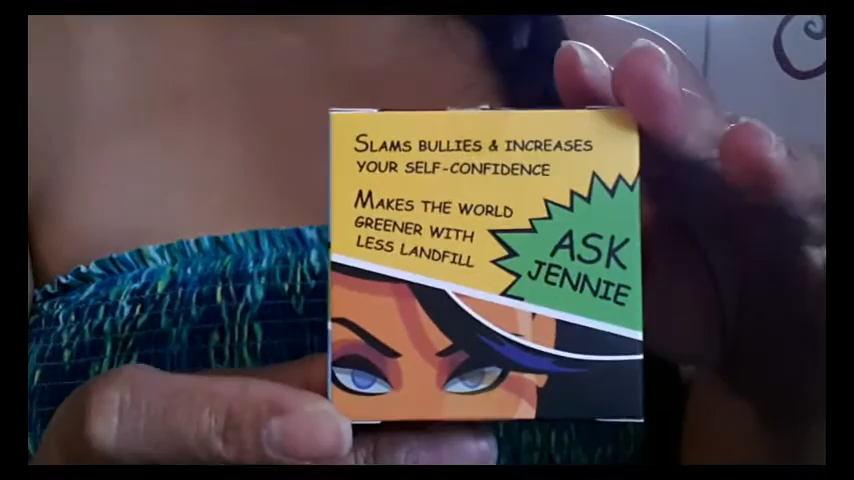 SLAMS BULLIES & INCREASES
YOUR SELF-CONFIDENCE
MAKES THE WORLD
GREENER WITH
LESS LANDFILL
ASK
JENNIE